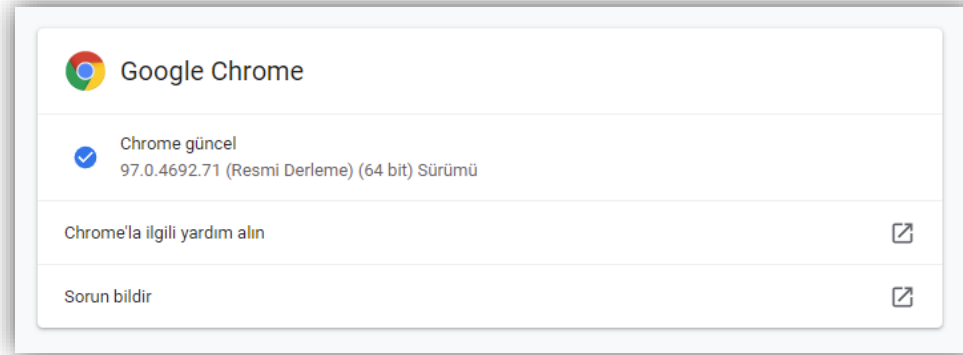 Google Chrome
Chrome güncel
97.0.4692.71 (Resmi Derleme) (64 bit) Sürümü
Chrome'la ilgili yardım alın
Sorun bildir